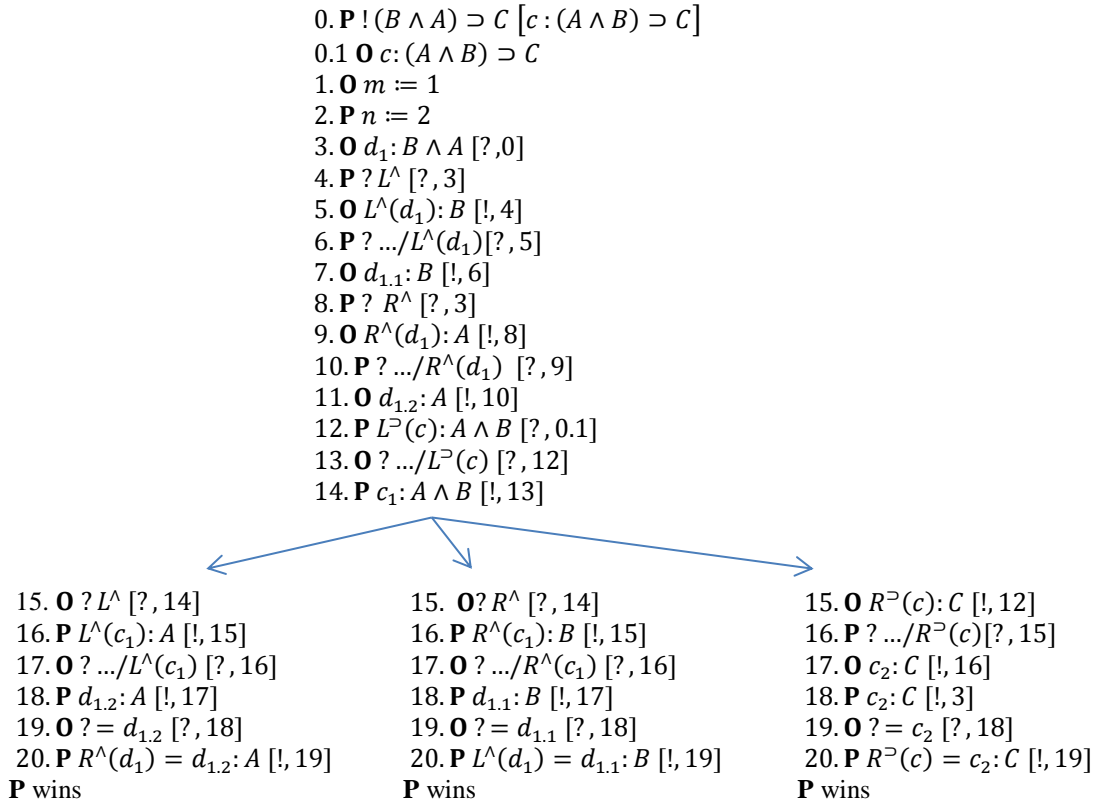 0. P ! (B ∧ A) ⊃ C [c : (A ∧ B) ⊃ C]
0.1 O c: (A ∧ B) ⊃ C
1. O m ≔ 1
2. P n ≔ 2
3. O d₁: B ∧ A [? ,0]
4. P ? L^∧ [? , 3]
5. O L^∧(d₁): B [!, 4]
6. P ? .../L^∧(d₁)[? , 5]
7. O d₁.₁: B [!, 6]
8. P ? R^∧ [? , 3]
9. O R^∧(d₁): A [!, 8]
10. P ? .../R^∧(d₁) [? , 9]
11. O d₁.₂: A [!, 10]
12. P L^⊃(c): A ∧ B [? , 0.1]
13. O ? .../L^⊃(c) [? , 12]
14. P c₁: A ∧ B [!, 13]
15. O ? L^∧ [? , 14]
16. P L^∧(c₁): A [!, 15]
17. O ? .../L^∧(c₁) [? , 16]
18. P d₁.₂: A [!, 17]
19. O ? = d₁.₂ [? , 18]
20. P R^∧(d₁) = d₁.₂: A [!, 19]
P wins
15. O? R^∧ [? , 14]
16. P R^∧(c₁): B [!, 15]
17. O ? .../R^∧(c₁) [? , 16]
18. P d₁.₁: B [!, 17]
19. O ? = d₁.₁ [? , 18]
20. P L^∧(d₁) = d₁.₁: B [!, 19]
P wins
15. O R^⊃(c): C [!, 12]
16. P ? .../R^⊃(c)[? , 15]
17. O c₂: C [!, 16]
18. P c₂: C [!, 3]
19. O ? = c₂ [? , 18]
20. P R^⊃(c) = c₂: C [!, 19]
P wins